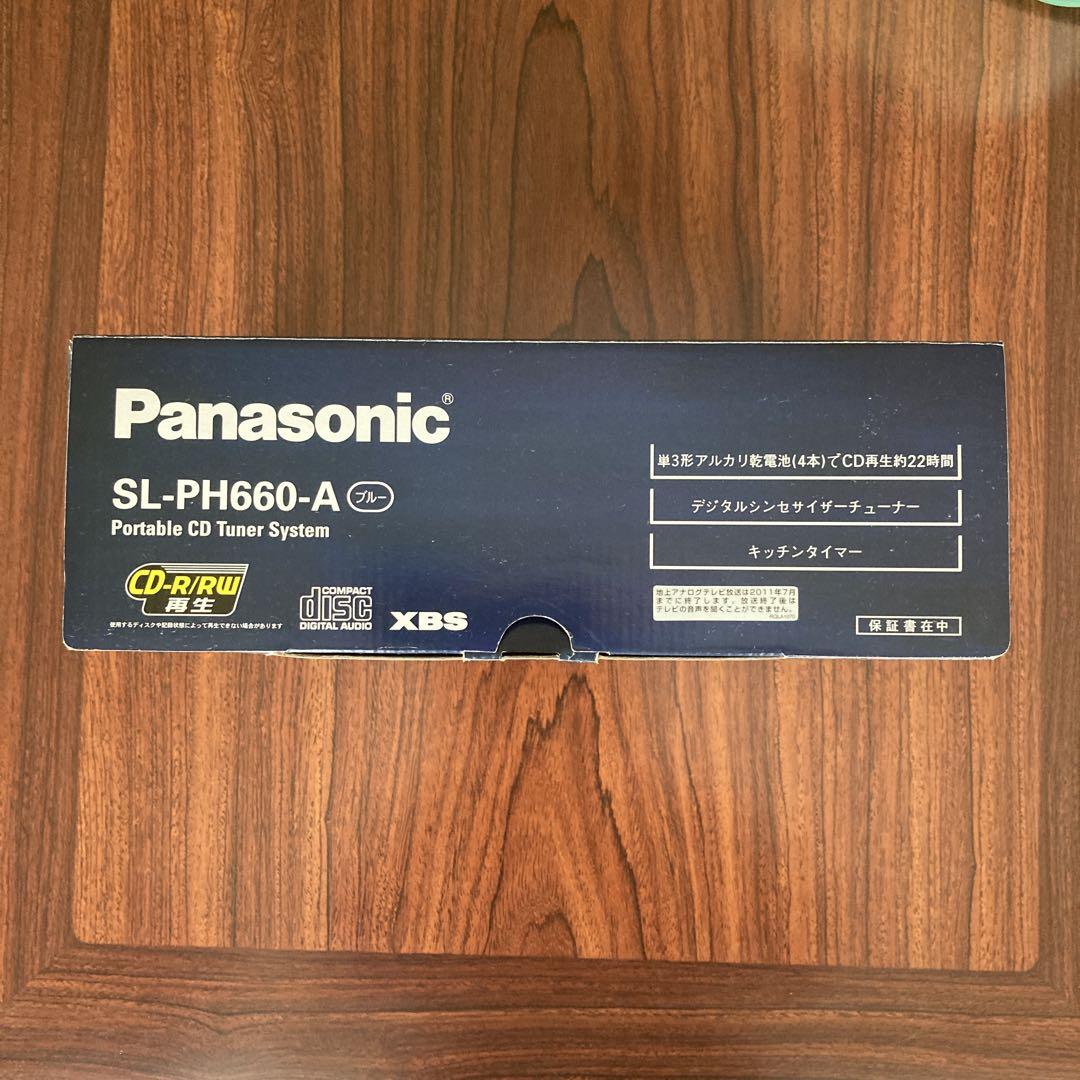 Panasonic®
SL-PH660-A ブルー
Portable CD Tuner System
CD-R/RW
再生
使用するディスクや記録状態によって再生できない場合があります
COMPACT
disc
DIGITAL AUDIO
XBS
単3形アルカリ乾電池(4本)でCD再生約22時間
デジタルシンセサイザーチューナー
キッチンタイマー
地上アナログテレビ放送は2011年7月
までに終了します。放送終了後は
テレビの音声を聞くことができません。
保証書在中